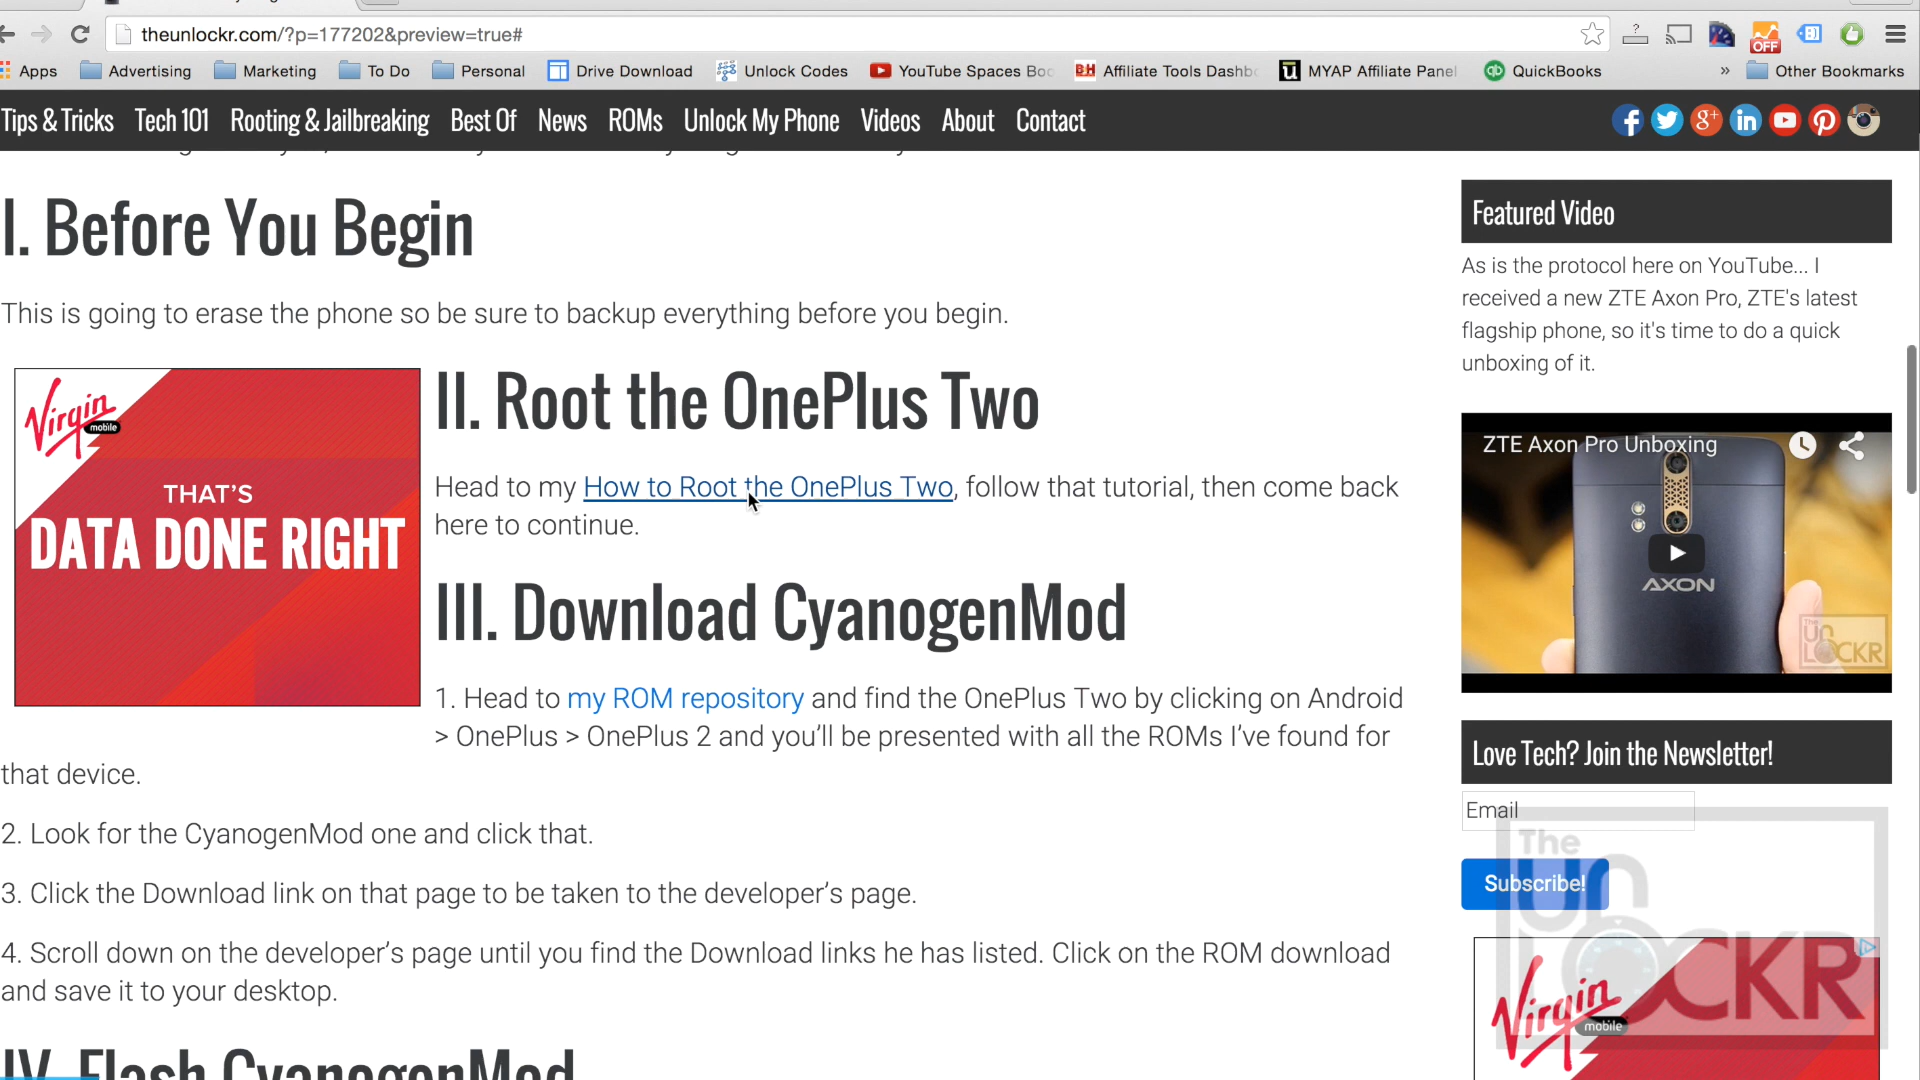 theunlockr.com/?p=177202&preview=true#
OFF
Apps
Advertising
Marketing
To Do
Personal
Drive Download
Unlock Codes
YouTube Spaces Boo
Affiliate Tools Dashbo
MYAP Affiliate Panel
QuickBooks
»
Other Bookmarks
Tips & Tricks
Tech 101
Rooting & Jailbreaking
Best Of
News
ROMs
Unlock My Phone
Videos
About
Contact
I. Before You Begin
This is going to erase the phone so be sure to backup everything before you begin.
Virgin
mobile
THAT'S
DATA DONE RIGHT
II. Root the OnePlus Two
Head to my How to Root the OnePlus Two, follow that tutorial, then come back
here to continue.
III. Download CyanogenMod
1. Head to my ROM repository and find the OnePlus Two by clicking on Android
> OnePlus > OnePlus 2 and you’ll be presented with all the ROMs I’ve found for
that device.
2. Look for the CyanogenMod one and click that.
3. Click the Download link on that page to be taken to the developer’s page.
4. Scroll down on the developer’s page until you find the Download links he has listed. Click on the ROM download
and save it to your desktop.
IV. Flash CyanogenMod
Featured Video
As is the protocol here on YouTube... I
received a new ZTE Axon Pro, ZTE's latest
flagship phone, so it's time to do a quick
unboxing of it.
ZTE Axon Pro Unboxing
AXON
The
UnLOCKR
Love Tech? Join the Newsletter!
Email
Subscribe!
The
UnLOCKR
Virgin
mobile